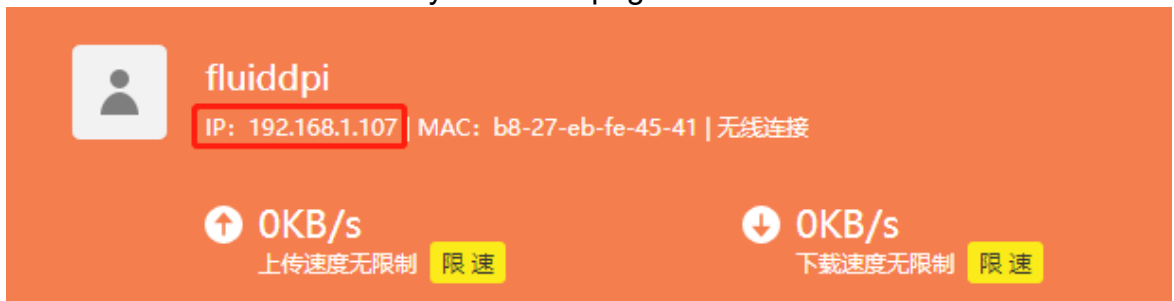 fluiddpi
IP：192.168.1.107 | MAC：b8-27-eb-fe-45-41 | 无线连接
0KB/s
上传速度无限制 限 速
0KB/s
下载速度无限制 限 速